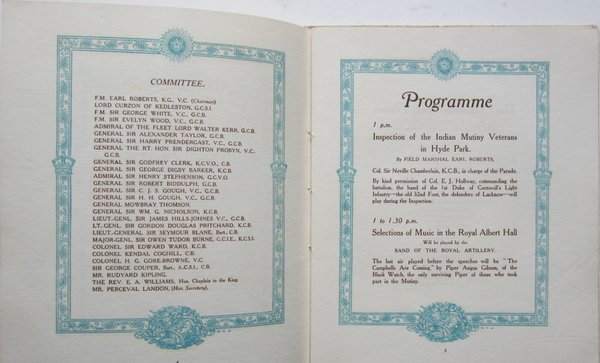 COMMITTEE.
F.M. EARL ROBERTS, K.G., V.C. (Chairman)
LORD CURZON OF KEDLESTON, G.C.S.I.
F.M. SIR GEORGE WHITE, V.C., G.C.B.
F.M. SIR EVELYN WOOD, V.C., G.C.B.
ADMIRAL OF THE FLEET LORD WALTER KERR, G.C.B.
GENERAL SIR ALEXANDER TAYLOR, G.C.B.
GENERAL SIR HARRY PRENDERGAST, V.C., G.C.B.
GENERAL THE RT. HON. SIR DIGHTON PROBYN, V.C.,
G.C.B.
GENERAL SIR GODFREY CLERK, K.C.V.O., C.B.
GENERAL SIR GEORGE DIGBY BARKER, K.C.B.
ADMIRAL SIR HENRY STEPHENSON, G.C.V.O.
GENERAL SIR ROBERT BIDDULPH, G.C.B.
GENERAL SIR C. J. S. GOUGH, V.C., G.C.B.
GENERAL SIR H. H. GOUGH, V.C., G.C.B.
GENERAL MOWBRAY THOMSON.
GENERAL SIR WM. G. NICHOLSON, K.C.B.
LIEUT.-GENL. SIR JAMES HILLS-JOHNES V.C., G.C.B.
LT.-GENL. SIR GORDON DOUGLAS PRITCHARD, K.C.B.
LIEUT.-GENERAL SIR SEYMOUR BLANE, Bart. C.B.
MAJOR-GENL. SIR OWEN TUDOR BURNE, G.C.I.E., K.C.S.I.
COLONEL SIR EDWARD WARD, K.C.B.
COLONEL KENDAL COGHILL, C.B.
COLONEL H. G. GORE-BROWNE, V.C.
SIR GEORGE COUPER, Bart., K.C.S.I., C.B.
MR. RUDYARD KIPLING.
THE REV. E. A. WILLIAMS, Hon. Chaplain to the King
MR. PERCEVAL LANDON, (Hon. Secretary).
Programme
1 p.m.
Inspection of the Indian Mutiny Veterans
in Hyde Park.
By FIELD MARSHAL EARL ROBERTS,
Col. Sir Neville Chamberlain, K.C.B., in charge of the Parade.
By kind permission of Col. E. J. Hallway, commanding the
battalion, the band of the 1st Duke of Cornwall's Light
Infantry—the old 32nd Foot, the defenders of Lucknow—will
play during the Inspection.
1 to 1.30 p.m.
Selections of Music in the Royal Albert Hall
Will be played by the
BAND OF THE ROYAL ARTILLERY.
The last air played before the speeches will be "The
Campbells Are Coming," by Piper Angus Gibson, of the
Black Watch, the only surviving Piper of those who took
part in the Mutiny.